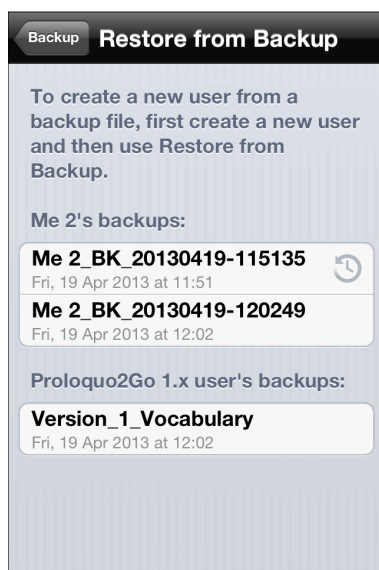 Backup Restore from Backup
To create a new user from a
backup file, first create a new user
and then use Restore from
Backup.
Me 2's backups:
Me 2_BK_20130419-115135
Fri, 19 Apr 2013 at 11:51
Me 2_BK_20130419-120249
Fri, 19 Apr 2013 at 12:02
Proloquo2Go 1.x user's backups:
Version_1_Vocabulary
Fri, 19 Apr 2013 at 12:02